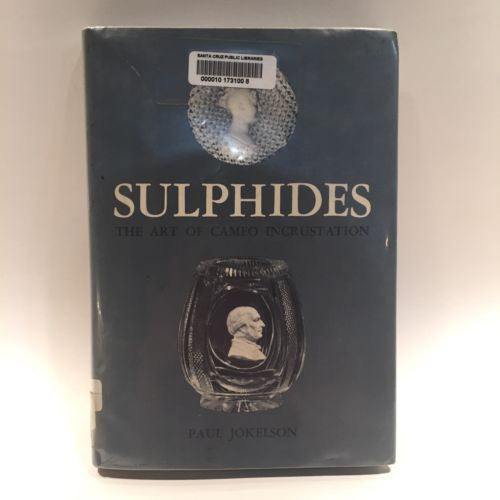 SANTA CRUZ PUBLIC LIBRARIES
000010 173100 8
SULPHIDES
THE ART OF CAMEO INCRUSTATION
PAUL JOKELSON